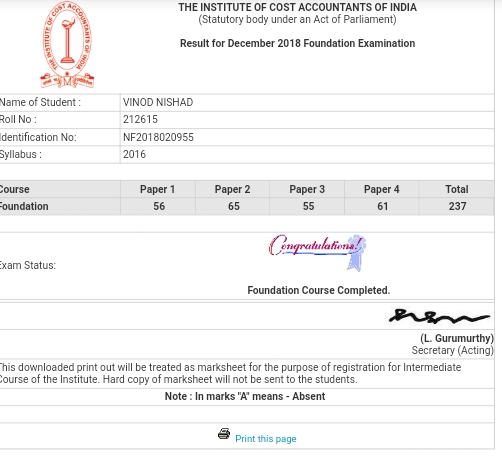 THE INSTITUTE OF COST ACCOUNTANTS OF INDIA
(Statutory body under an Act of Parliament)
Result for December 2018 Foundation Examination
THE INSTITUTE OF COST ACCOUNTANTS OF INDIA
Name of Student : VINOD NISHAD
Roll No : 212615
Identification No: NF2018020955
Syllabus : 2016
Course Paper 1 Paper 2 Paper 3 Paper 4 Total
Foundation 56 65 55 61 237
Congratulations!
Exam Status:
Foundation Course Completed.
(L. Gurumurthy)
Secretary (Acting)
This downloaded print out will be treated as marksheet for the purpose of registration for Intermediate
Course of the Institute. Hard copy of marksheet will not be sent to the students.
Note : In marks "A" means - Absent
Print this page